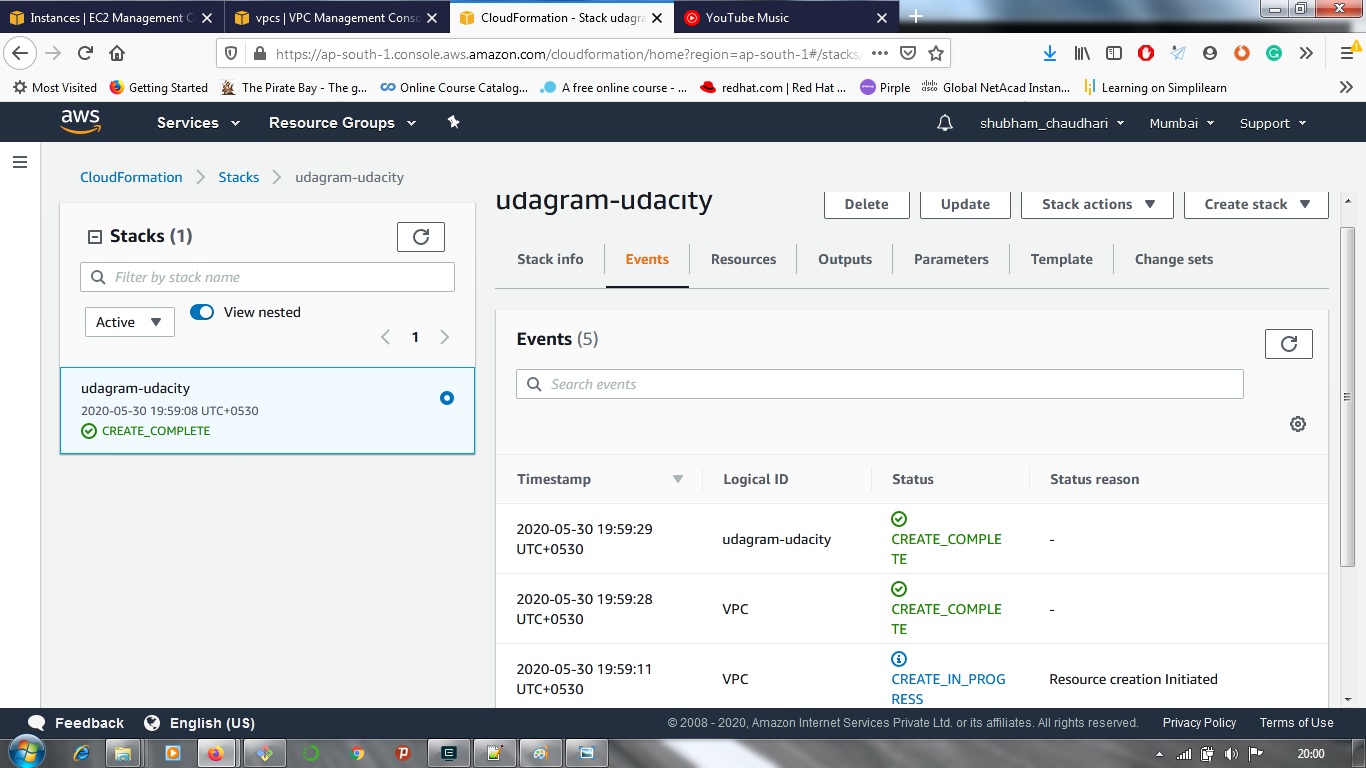 Instances | EC2 Management C
vpcs | VPC Management Conso
CloudFormation - Stack udagra
YouTube Music
https://ap-south-1.console.aws.amazon.com/cloudformation/home?region=ap-south-1#/stacks/
Most Visited
Getting Started
The Pirate Bay - The g...
Online Course Catalog...
A free online course - ...
redhat.com | Red Hat ...
Pirple
Global NetAcad Instan...
Learning on Simplilearn
aws
Services
Resource Groups
shubham_chaudhari
Mumbai
Support
CloudFormation
Stacks
udagram-udacity
Stacks (1)
Filter by stack name
Active
View nested
1
udagram-udacity
2020-05-30 19:59:08 UTC+0530
CREATE_COMPLETE
udagram-udacity
Delete
Update
Stack actions
Create stack
Stack info
Events
Resources
Outputs
Parameters
Template
Change sets
Events (5)
Search events
Timestamp
Logical ID
Status
Status reason
2020-05-30 19:59:29
UTC+0530
udagram-udacity
CREATE_COMPLE
TE
-
2020-05-30 19:59:28
UTC+0530
VPC
CREATE_COMPLE
TE
-
2020-05-30 19:59:11
UTC+0530
VPC
CREATE_IN_PROG
RESS
Resource creation Initiated
Feedback
English (US)
© 2008 - 2020, Amazon Internet Services Private Ltd. or its affiliates. All rights reserved.
Privacy Policy
Terms of Use
20:00